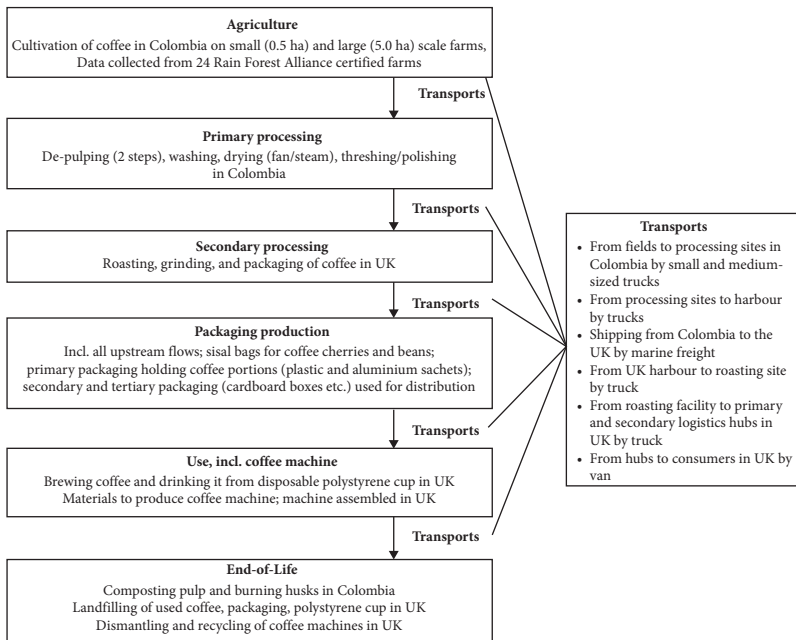 Agriculture
Cultivation of coffee in Colombia on small (0.5 ha) and large (5.0 ha) scale farms,
Data collected from 24 Rain Forest Alliance certified farms
Transports
Primary processing
De-pulping (2 steps), washing, drying (fan/steam), threshing/polishing
in Colombia
Transports
Secondary processing
Roasting, grinding, and packaging of coffee in UK
Transports
Packaging production
Incl. all upstream flows; sisal bags for coffee cherries and beans;
primary packaging holding coffee portions (plastic and aluminium sachets);
secondary and tertiary packaging (cardboard boxes etc.) used for distribution
Transports
Use, incl. coffee machine
Brewing coffee and drinking it from disposable polystyrene cup in UK
Materials to produce coffee machine; machine assembled in UK
Transports
End-of-Life
Composting pulp and burning husks in Colombia
Landfilling of used coffee, packaging, polystyrene cup in UK
Dismantling and recycling of coffee machines in UK
Transports
• From fields to processing sites in
Colombia by small and medium-
sized trucks
• From processing sites to harbour
by trucks
• Shipping from Colombia to the
UK by marine freight
• From UK harbour to roasting site
by truck
• From roasting facility to primary
and secondary logistics hubs in
UK by truck
• From hubs to consumers in UK by
van